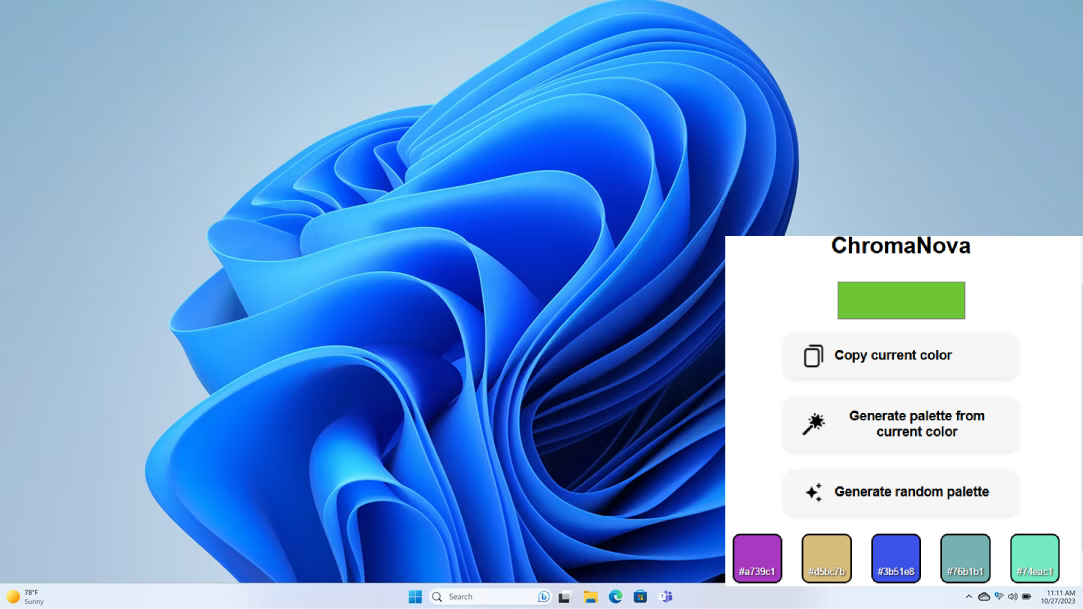 ChromaNova
Copy current color
Generate palette from
current color
Generate random palette
#a739c1
#d5bc7b
#3b51e8
#76b1b1
#74eac1
78°F
Sunny
Search
11:11 AM
10/27/2023